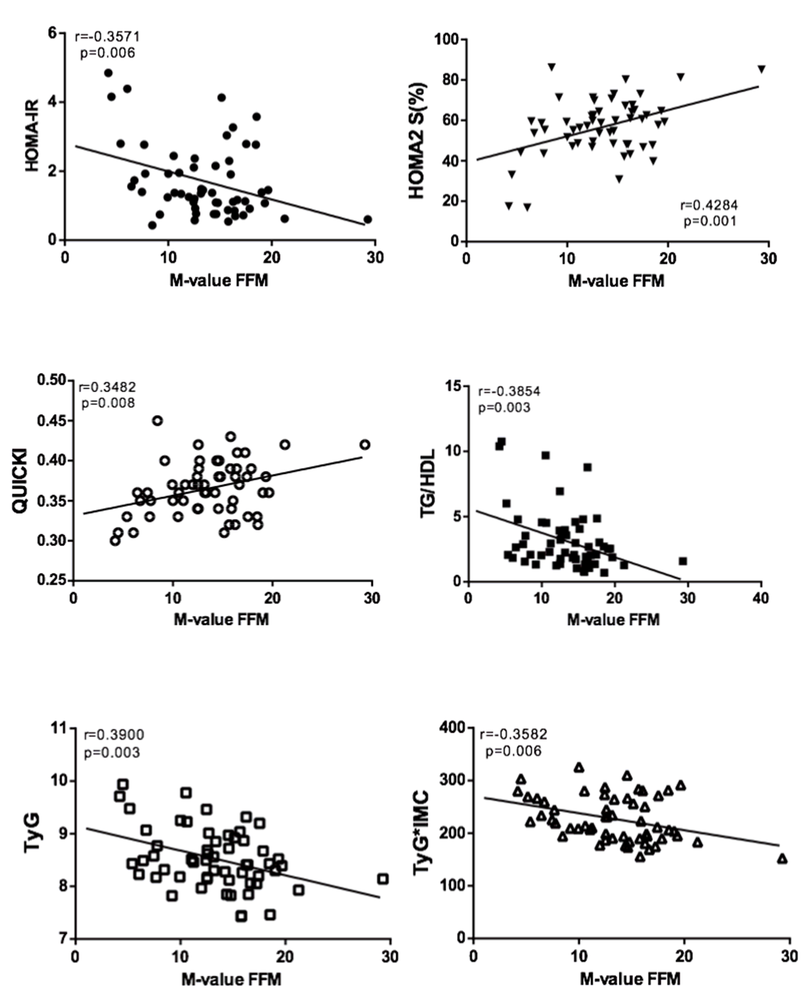 r=-0.3571
p=0.006
6
4
2
0
HOMA-IR
0 10 20 30
M-value FFM
100
80
60
40
20
0
HOMA2 S(%)
r=0.4284
p=0.001
0 10 20 30
M-value FFM
r=0.3482
p=0.008
0.50
0.45
0.40
0.35
0.30
0.25
QUICKI
0 10 20 30
M-value FFM
r=-0.3854
p=0.003
15
10
5
0
TG/HDL
0 10 20 30 40
M-value FFM
r=0.3900
p=0.003
11
10
9
8
7
TyG
0 10 20 30
M-value FFM
r=-0.3582
p=0.006
400
300
200
100
0
TyG*IMC
0 10 20 30
M-value FFM